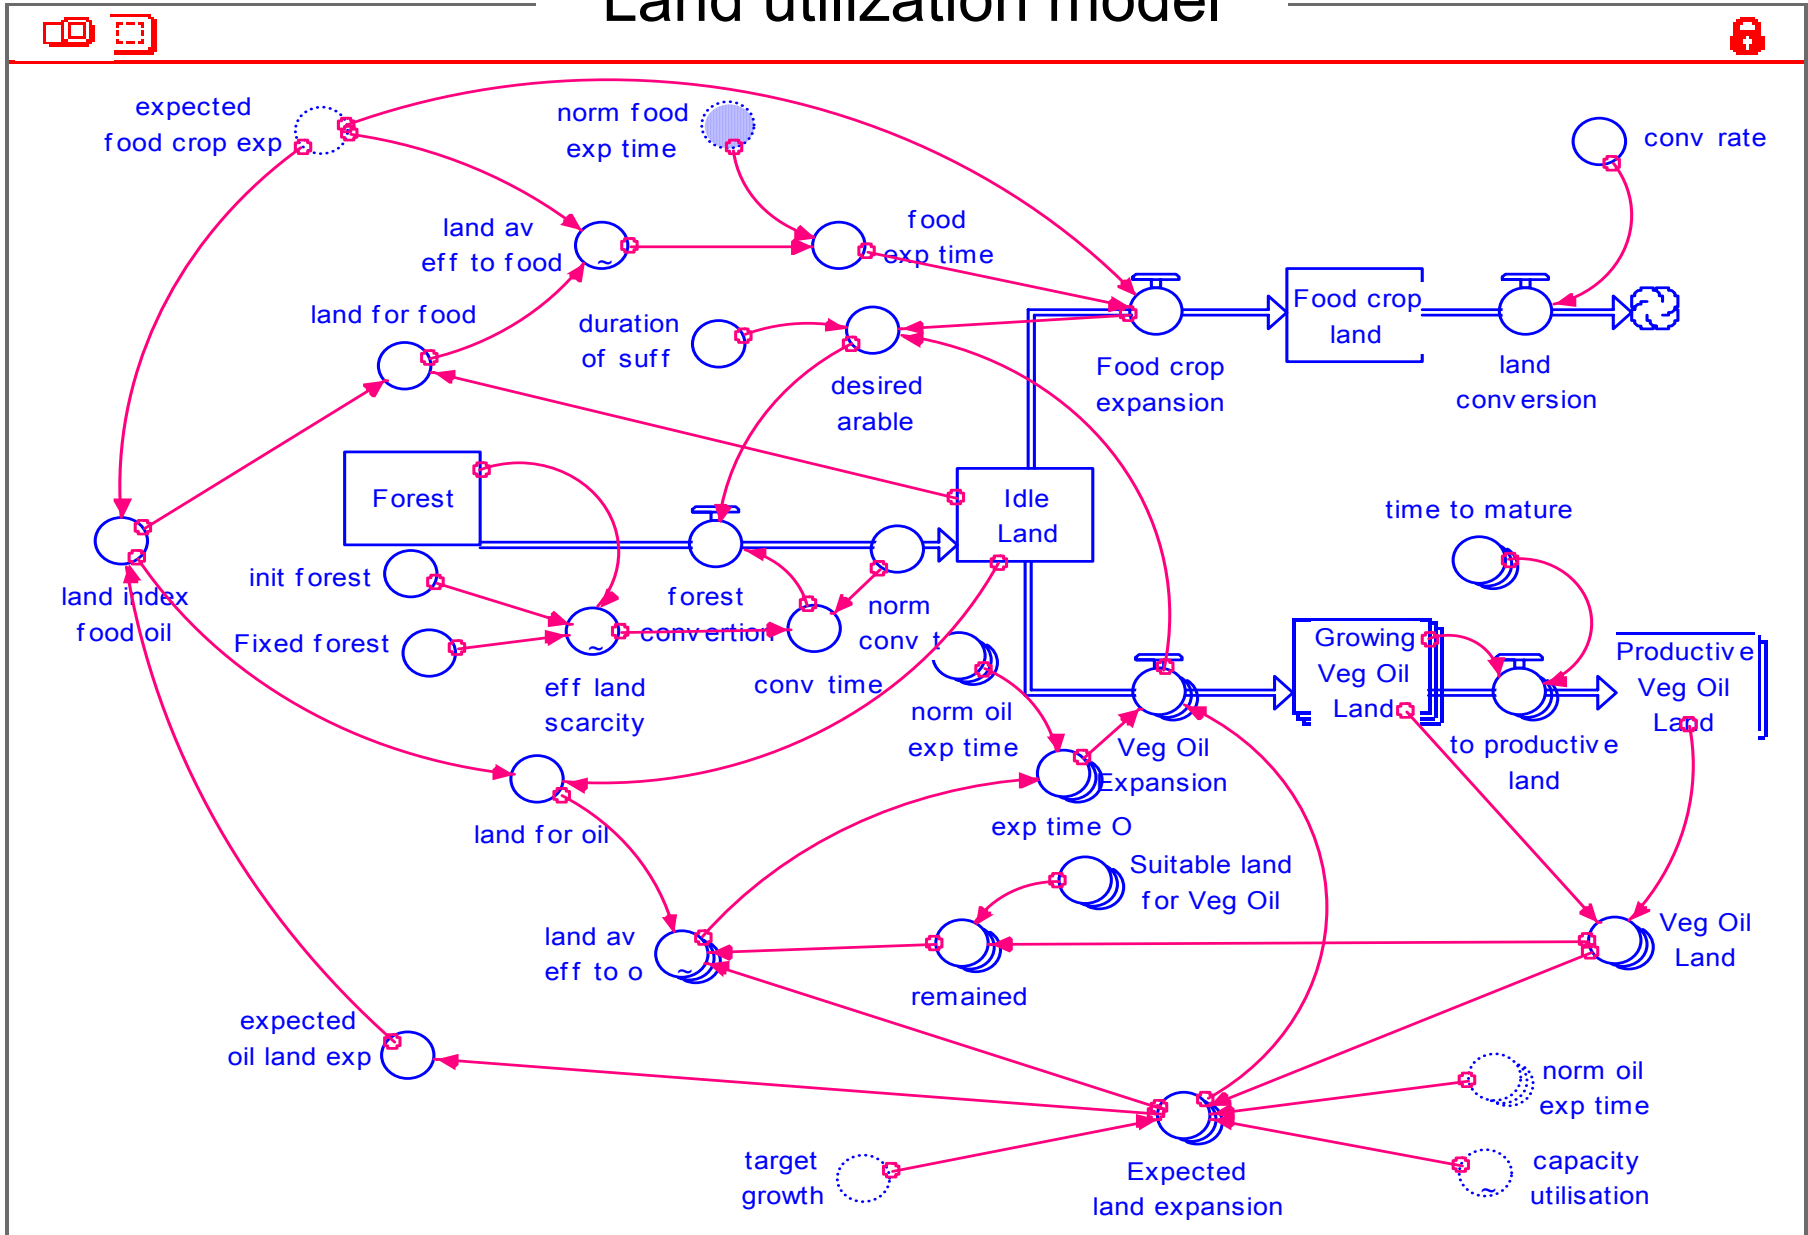 Land utilization model
expected
food crop exp
norm food
exp time
conv rate
land av
eff to food
food
exp time
land for food
duration
of suff
Food crop
land
desired
arable
Food crop
expansion
land
conversion
Forest
Idle
Land
time to mature
init forest
land index
food oil
Fixed forest
forest
convertion
norm
conv t
Growing
Veg Oil
Land
Productive
Veg Oil
Land
eff land
scarcity
conv time
norm oil
exp time
Veg Oil
Expansion
to productive
land
land for oil
exp time O
Suitable land
for Veg Oil
land av
eff to o
Veg Oil
Land
remained
expected
oil land exp
norm oil
exp time
target
growth
Expected
land expansion
capacity
utilisation